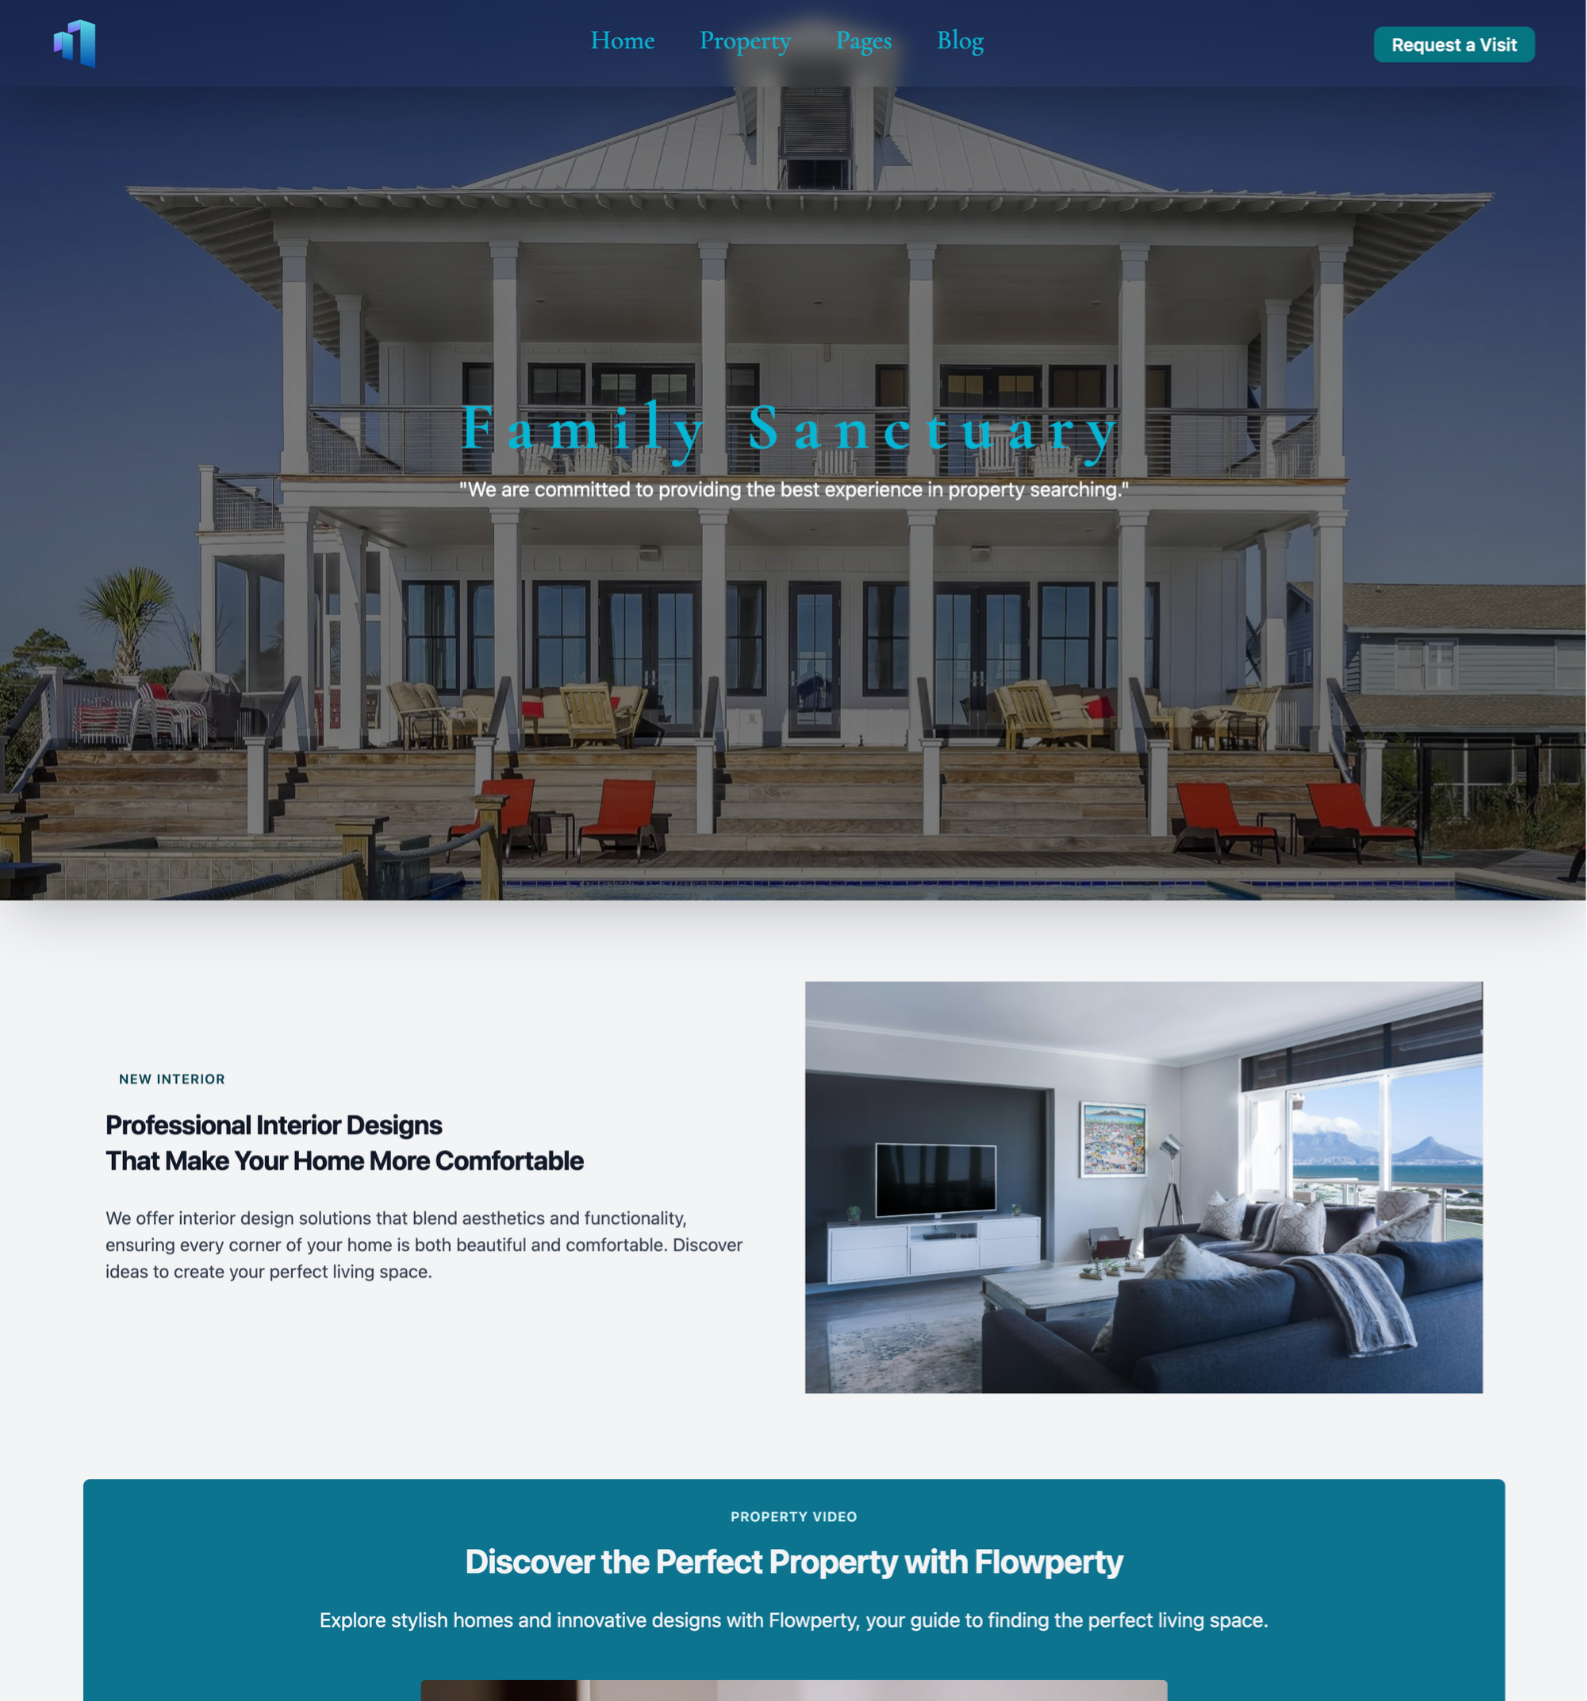 Home Property Pages Blog
Request a Visit
Family Sanctuary
"We are committed to providing the best experience in property searching."
NEW INTERIOR
Professional Interior Designs
That Make Your Home More Comfortable
We offer interior design solutions that blend aesthetics and functionality,
ensuring every corner of your home is both beautiful and comfortable. Discover
ideas to create your perfect living space.
PROPERTY VIDEO
Discover the Perfect Property with Flowperty
Explore stylish homes and innovative designs with Flowperty, your guide to finding the perfect living space.